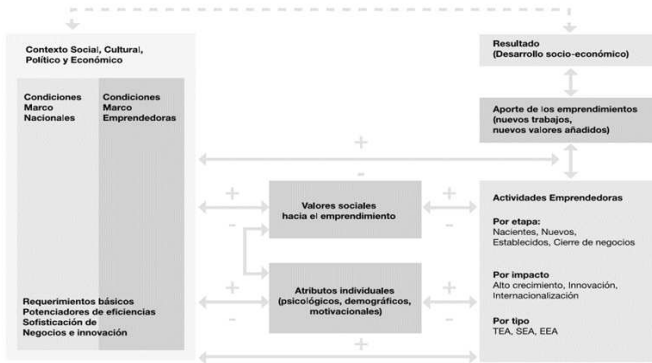 Contexto Social, Cultural,
Político y Económico
Condiciones
Marco
Nacionales
Condiciones
Marco
Emprendedoras
Requerimientos básicos
Potenciadores de eficiencias
Sofisticación de
Negocios e innovación
+
-
+
-
+
-
+
Valores sociales
hacia el emprendimiento
Atributos individuales
(psicológicos, demográficos,
motivacionales)
+
-
+
-
Resultado
(Desarrollo socio-económico)
Aporte de los emprendimientos
(nuevos trabajos,
nuevos valores añadidos)
Actividades Emprendedoras
Por etapa:
Nacientes, Nuevos,
Establecidos, Cierre de negocios
Por impacto
Alto crecimiento, Innovación,
Internacionalización
Por tipo
TEA, SEA, EEA